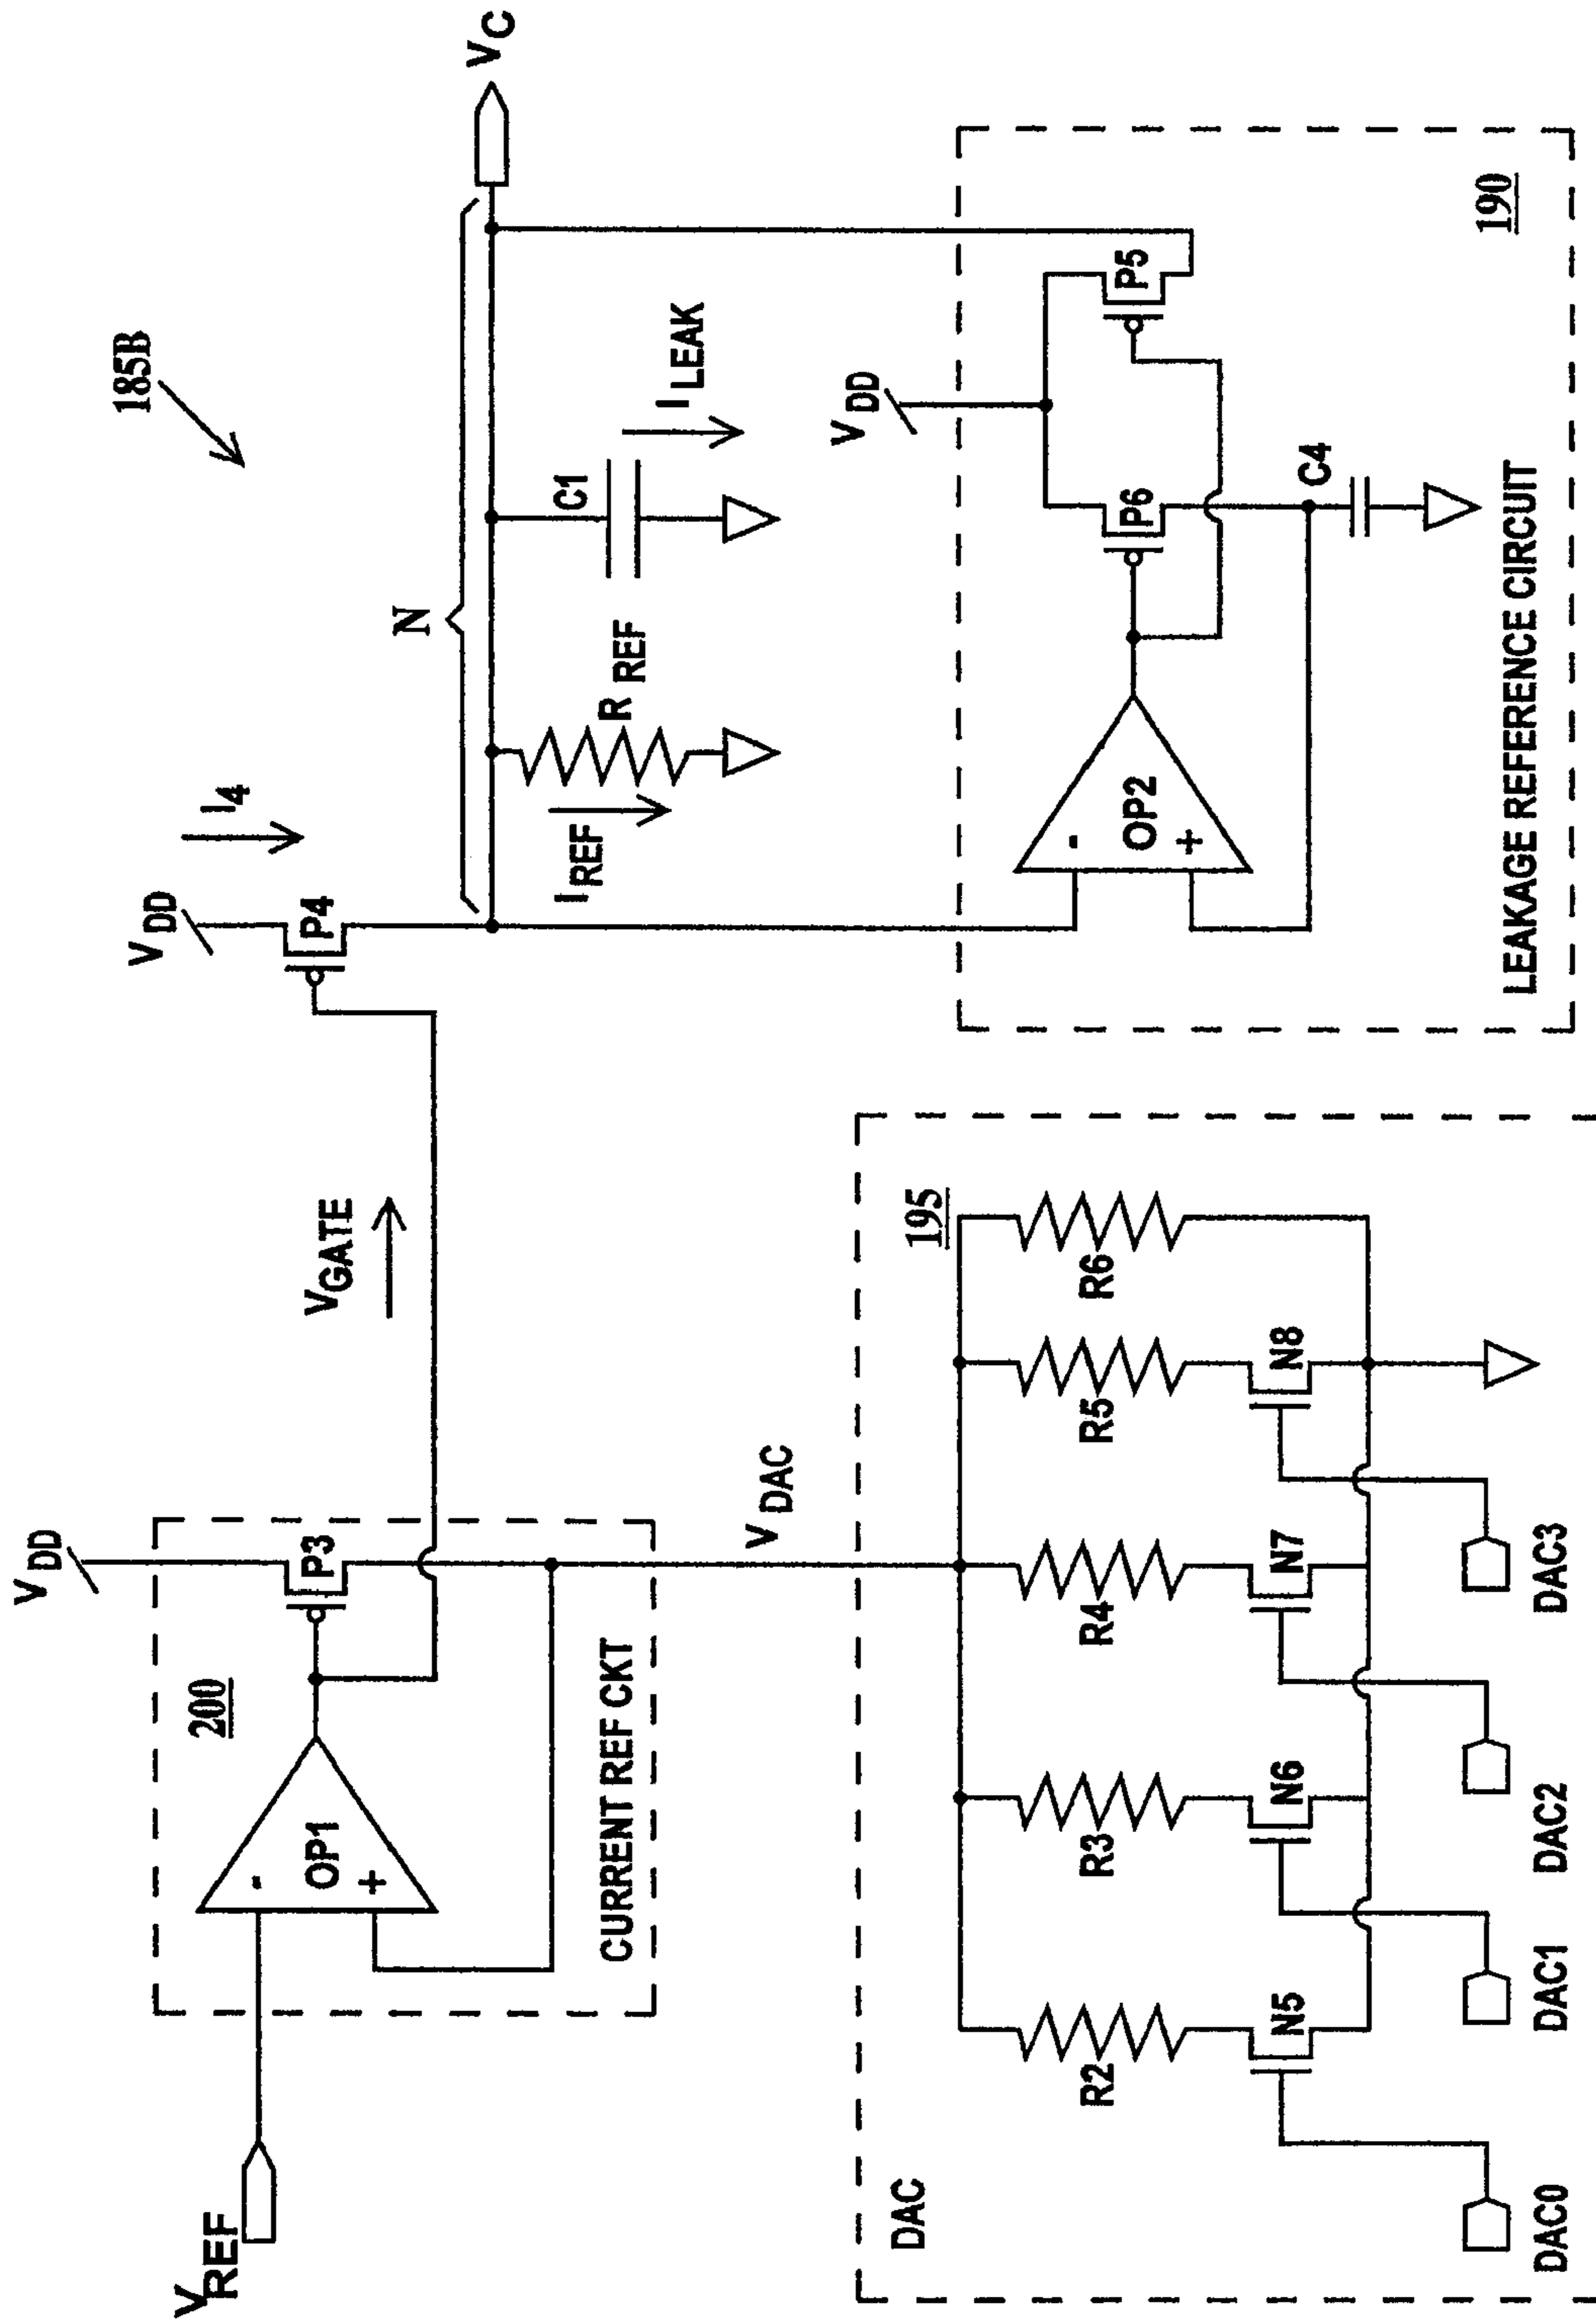 185B
VDD
I4
P4
N
VC
IREF
RREF
C1
ILEAK
VGATE
VDD
200
P3
OP1
-
+
CURRENT REF CKT
VREF
VDAC
VDD
190
P5
P6
OP2
-
+
C4
LEAKAGE REFERENCE CIRCUIT
195
DAC
R2
R3
R4
R5
R6
N5
N6
N7
N8
DAC0
DAC1
DAC2
DAC3